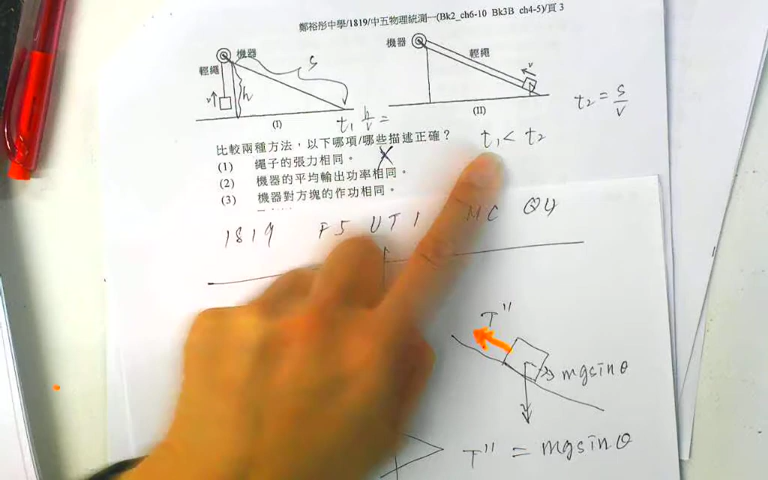 鄭裕彤中學/1819/中五物理統測一(Bk2_ch6-10 Bk3B ch4-5)/頁 3
機器
輕繩
s
v
h
(I)
機器
輕繩
v
(II)
t₁ h/v =
t₂ = s/v
t₁ < t₂
比較兩種方法，以下哪項/哪些描述正確？
(1) 繩子的張力相同。
(2) 機器的平均輸出功率相同。
(3) 機器對方塊的作功相同。
1819 F5 UT1 MC Q4
T''
mg sin θ
T'' = mg sin θ